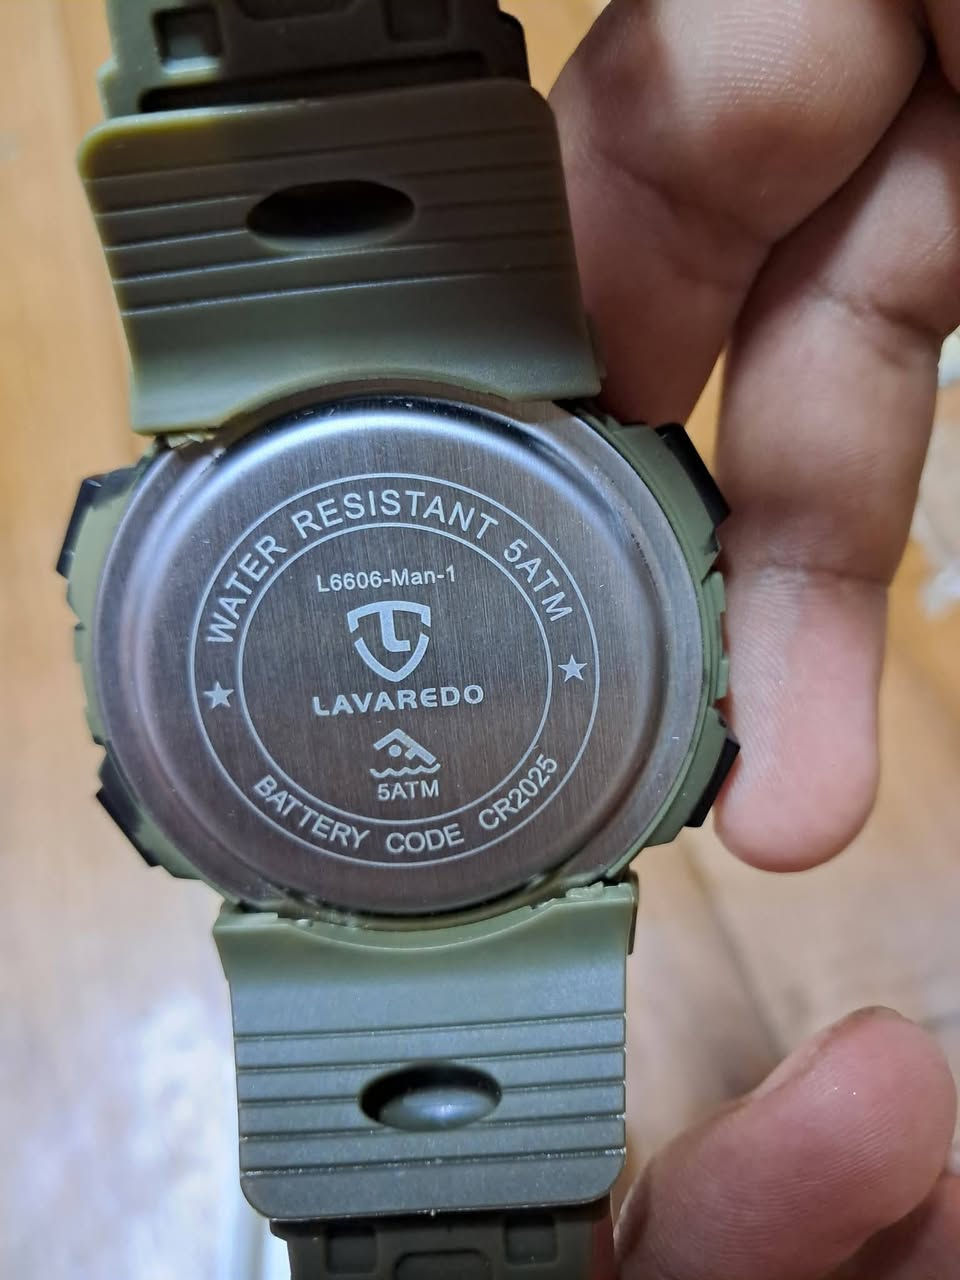 WATER RESISTANT 5ATM
L6606-Man-1
LAVAREDO
5ATM
BATTERY CODE CR2025